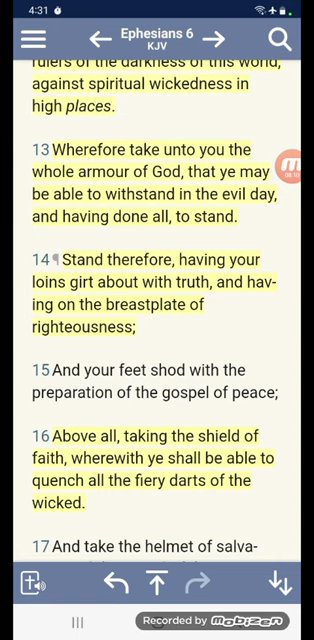 4:31
Ephesians 6
KJV
rulers of the darkness of this world,
against spiritual wickedness in
high places.
13 Wherefore take unto you the
whole armour of God, that ye may
be able to withstand in the evil day,
and having done all, to stand.
14 ¶ Stand therefore, having your
loins girt about with truth, and hav-
ing on the breastplate of
righteousness;
15 And your feet shod with the
preparation of the gospel of peace;
16 Above all, taking the shield of
faith, wherewith ye shall be able to
quench all the fiery darts of the
wicked.
17 And take the helmet of salva-
Recorded by mobizen